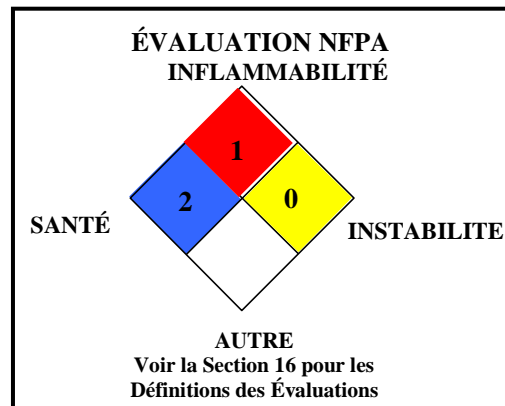 ÉVALUATION NFPA
INFLAMMABILITÉ
1
2
0
SANTÉ
INSTABILITE
AUTRE
Voir la Section 16 pour les
Définitions des Évaluations